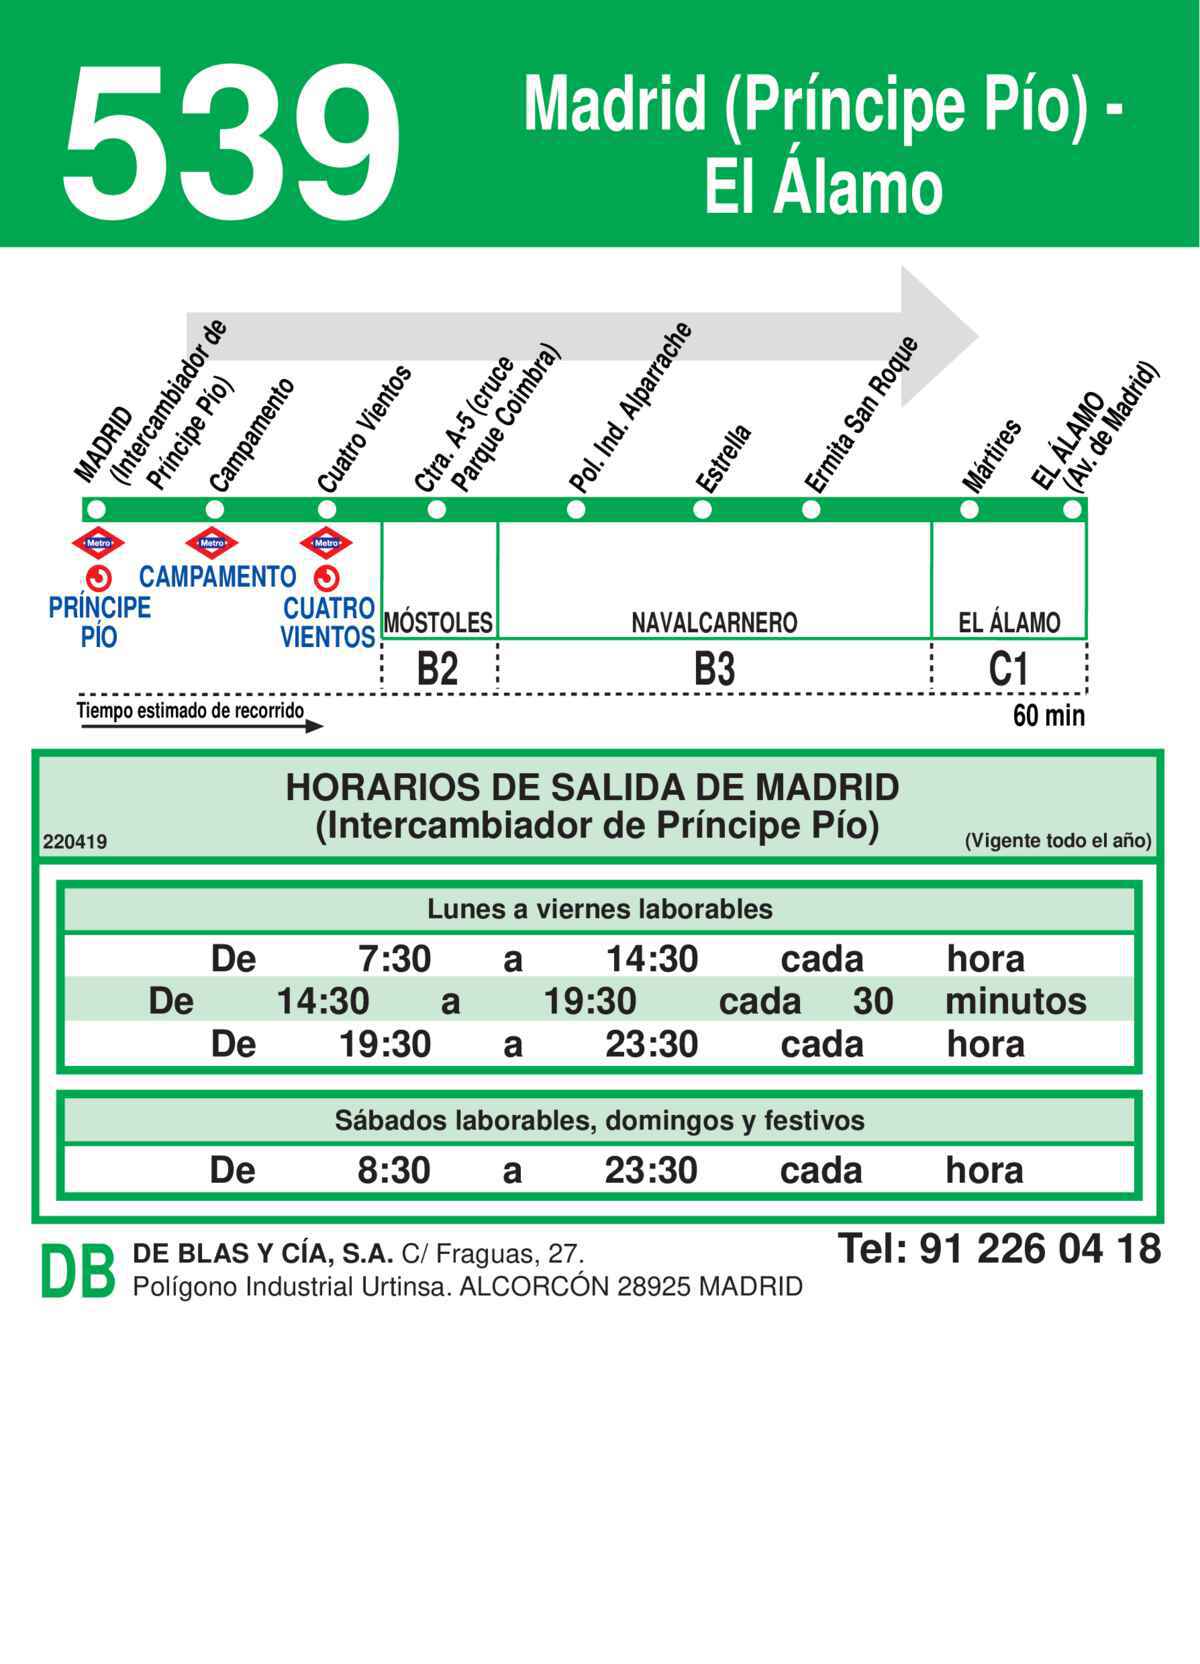 539
Madrid (Príncipe Pío) -
El Álamo
MADRID
(Intercambiador de
Príncipe Pío)
Campamento
Cuatro Vientos
Ctra. A-5 (cruce
Parque Coimbra)
Pol. Ind. Alparrache
Estrella
Ermita San Roque
Mártires
EL ÁLAMO
(Av. de Madrid)
Metro
Metro
Metro
PRÍNCIPE
PÍO
CAMPAMENTO
CUATRO
VIENTOS
MÓSTOLES
NAVALCARNERO
EL ÁLAMO
B2
B3
C1
Tiempo estimado de recorrido
60 min
HORARIOS DE SALIDA DE MADRID
(Intercambiador de Príncipe Pío)
220419
(Vigente todo el año)
Lunes a viernes laborables
De 7:30 a 14:30 cada hora
De 14:30 a 19:30 cada 30 minutos
De 19:30 a 23:30 cada hora
Sábados laborables, domingos y festivos
De 8:30 a 23:30 cada hora
DB
DE BLAS Y CÍA, S.A. C/ Fraguas, 27.
Polígono Industrial Urtinsa. ALCORCÓN 28925 MADRID
Tel: 91 226 04 18